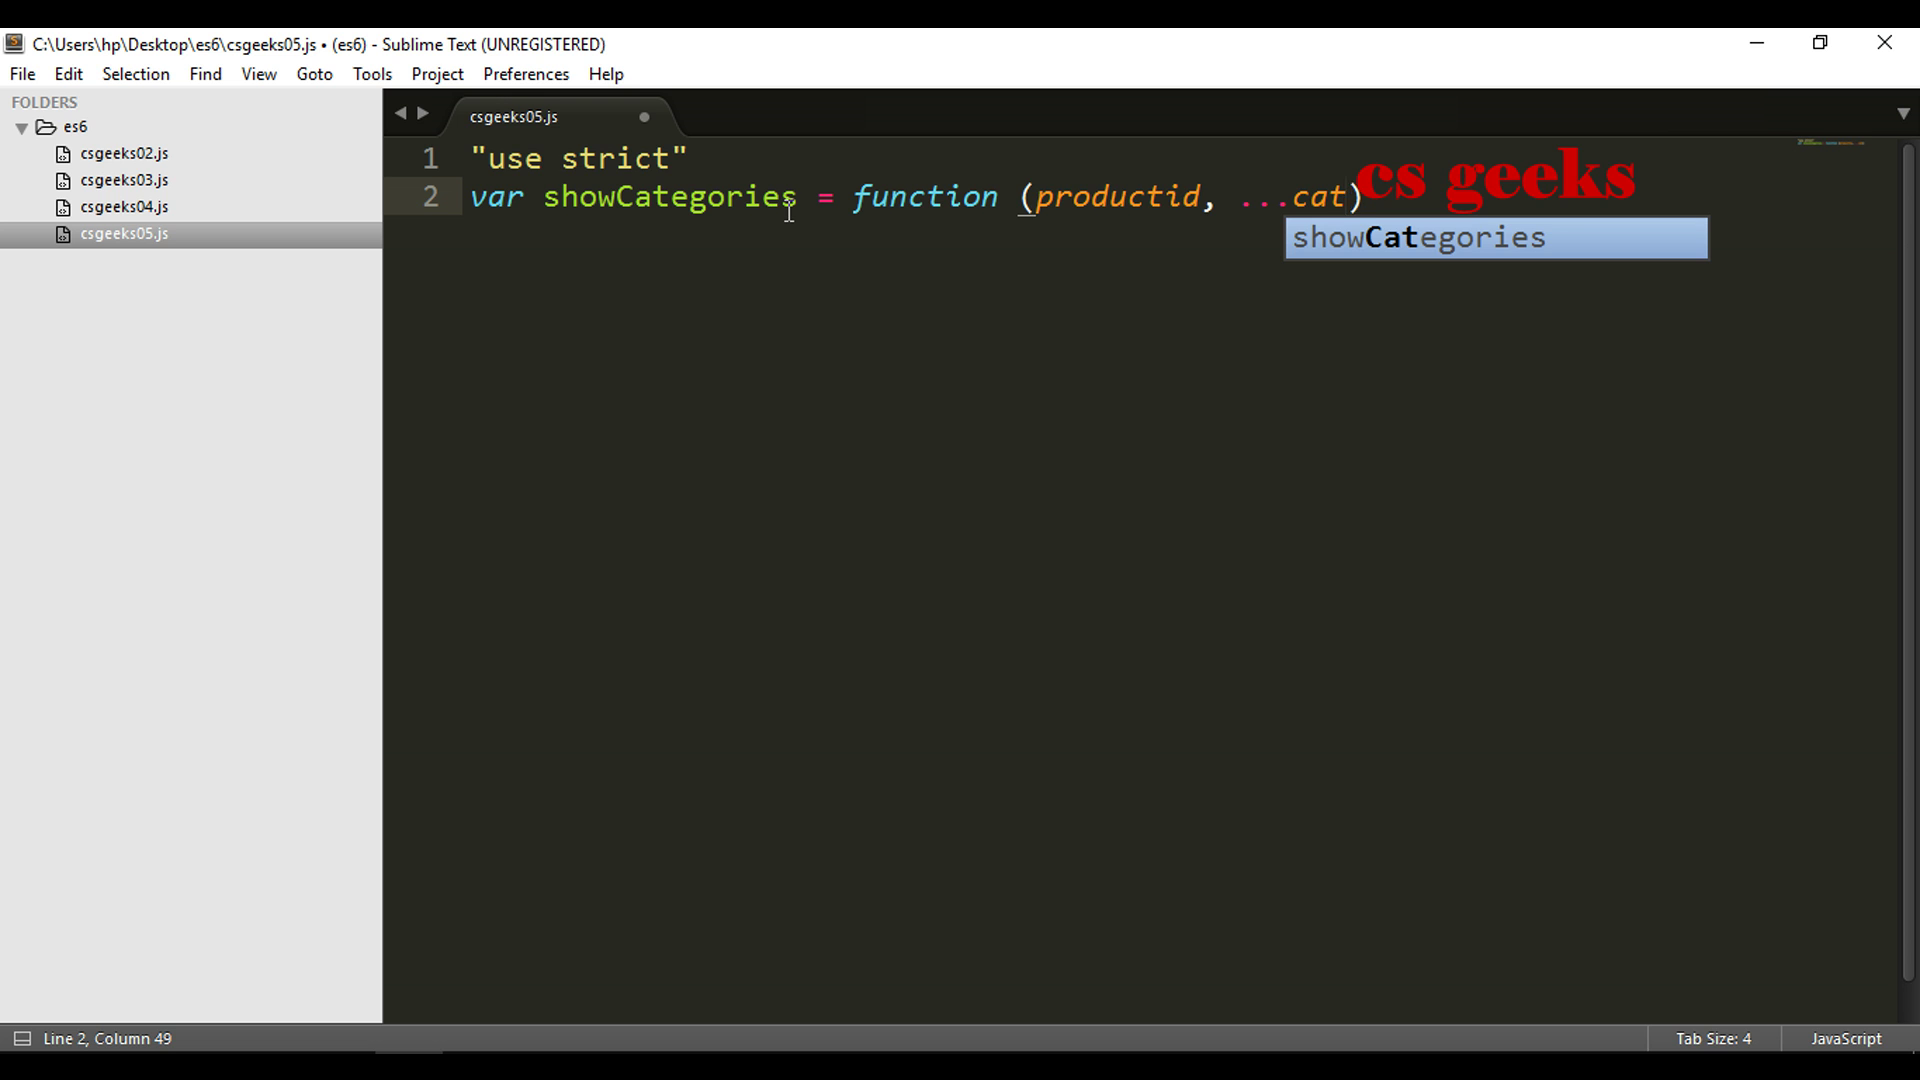 C:\Users\hp\Desktop\es6\csgeeks05.js • (es6) - Sublime Text (UNREGISTERED)
File Edit Selection Find View Goto Tools Project Preferences Help
FOLDERS
es6
csgeeks02.js
csgeeks03.js
csgeeks04.js
csgeeks05.js
csgeeks05.js
1 "use strict"
2 var showCategories = function (productid, ...cat)
cs geeks
showCategories
Line 2, Column 49
Tab Size: 4
JavaScript